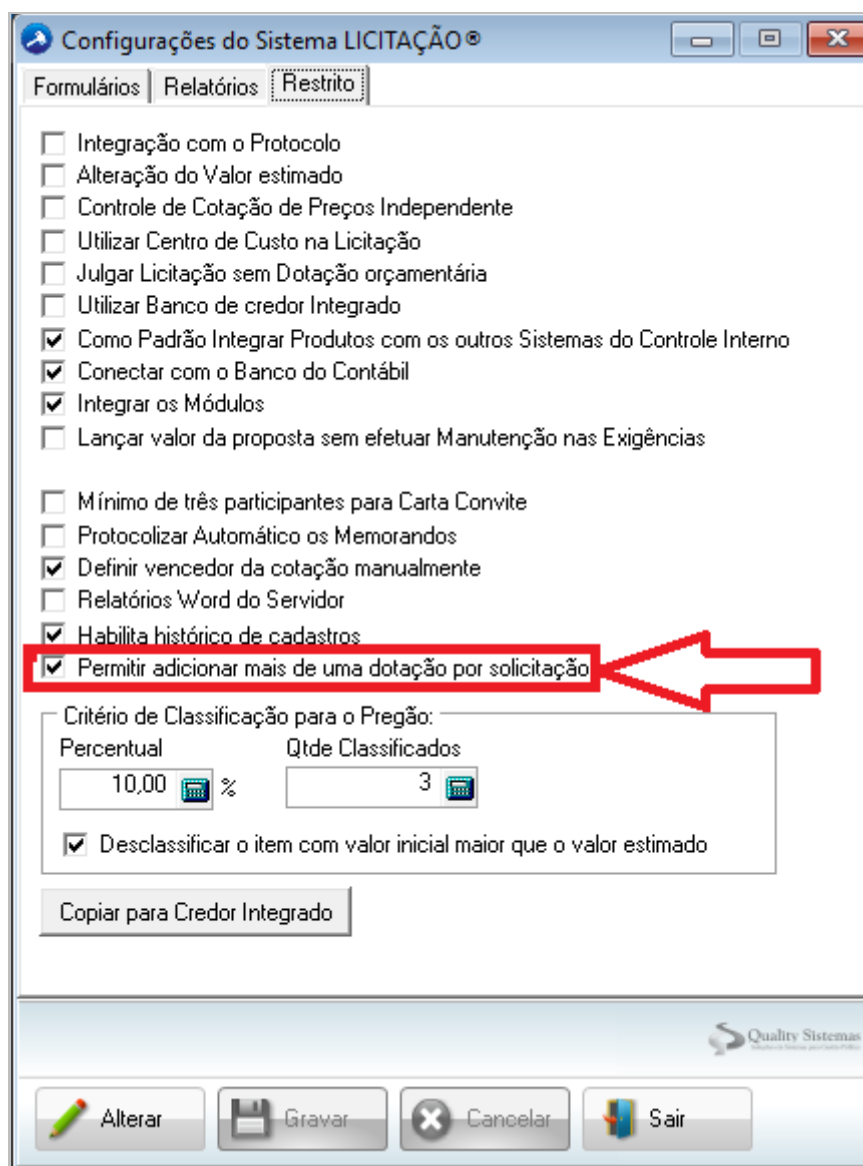 Configurações do Sistema LICITAÇÃO®
Formulários Relatórios Restrito
Integração com o Protocolo
Alteração do Valor estimado
Controle de Cotação de Preços Independente
Utilizar Centro de Custo na Licitação
Julgar Licitação sem Dotação orçamentária
Utilizar Banco de credor Integrado
Como Padrão Integrar Produtos com os outros Sistemas do Controle Interno
Conectar com o Banco do Contábil
Integrar os Módulos
Lançar valor da proposta sem efetuar Manutenção nas Exigências
Mínimo de três participantes para Carta Convite
Protocolizar Automático os Memorandos
Definir vencedor da cotação manualmente
Relatórios Word do Servidor
Habilita histórico de cadastros
Permitir adicionar mais de uma dotação por solicitação
Critério de Classificação para o Pregão:
Percentual Qtde Classificados
10,00 % 3
Desclassificar o item com valor inicial maior que o valor estimado
Copiar para Credor Integrado
Quality Sistemas
Alterar Gravar Cancelar Sair